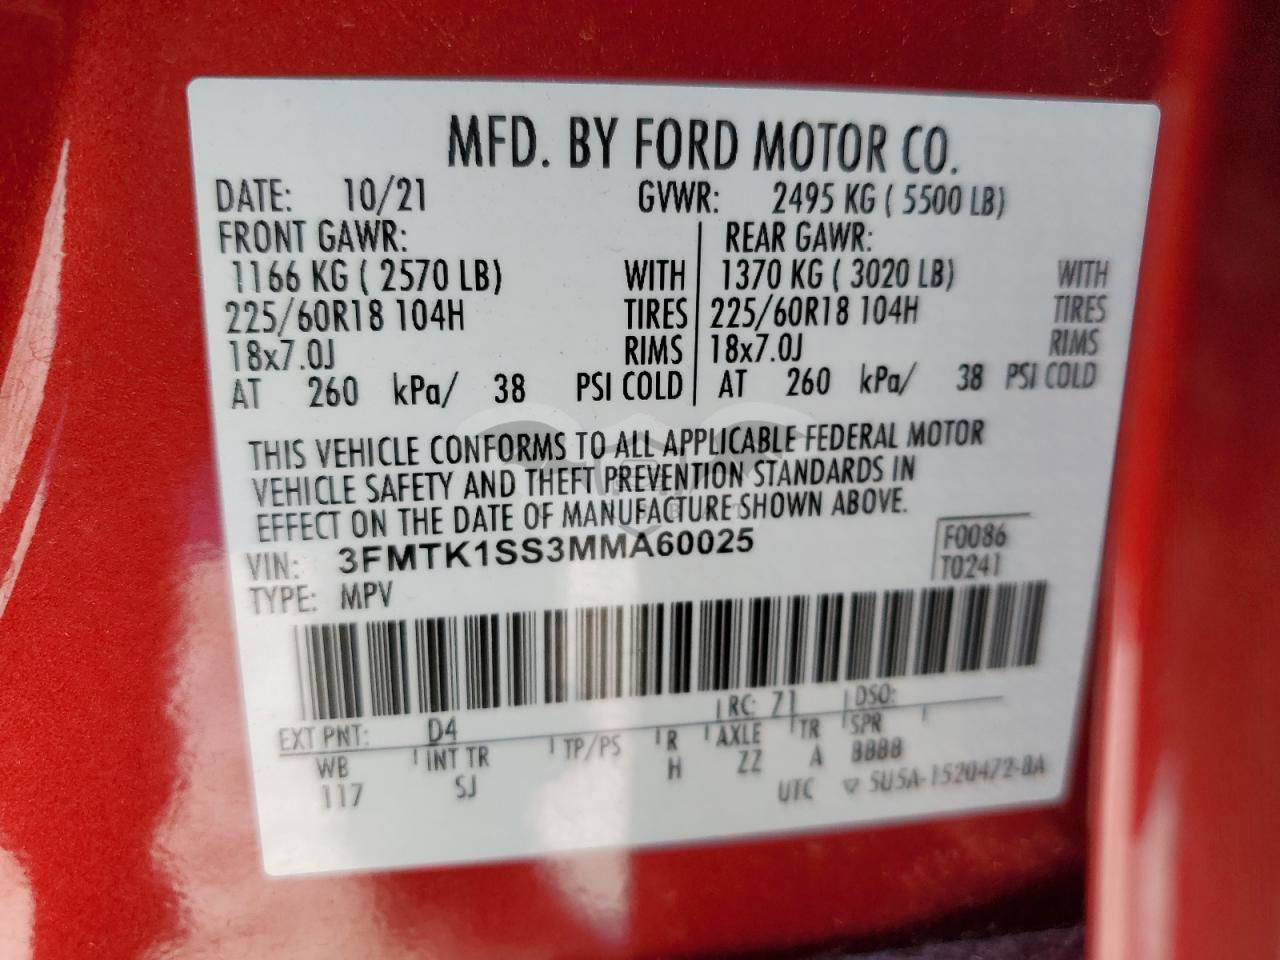 MFD. BY FORD MOTOR CO.
DATE: 10/21 GVWR: 2495 KG ( 5500 LB)
FRONT GAWR: REAR GAWR:
1166 KG ( 2570 LB) WITH 1370 KG ( 3020 LB) WITH
225/60R18 104H TIRES 225/60R18 104H TIRES
18x7.0J RIMS 18x7.0J RIMS
AT 260 kPa/ 38 PSI COLD AT 260 kPa/ 38 PSI COLD
THIS VEHICLE CONFORMS TO ALL APPLICABLE FEDERAL MOTOR
VEHICLE SAFETY AND THEFT PREVENTION STANDARDS IN
EFFECT ON THE DATE OF MANUFACTURE SHOWN ABOVE.
VIN: 3FMTK1SS3MMA60025 F0086
TYPE: MPV T0241
EXT PNT: D4 RC: 71 DSO:
WB INT TR TP/PS R AXLE TR SPR
117 SJ H ZZ A BBBB
UTC ▽ 5U5A-1520472-BA